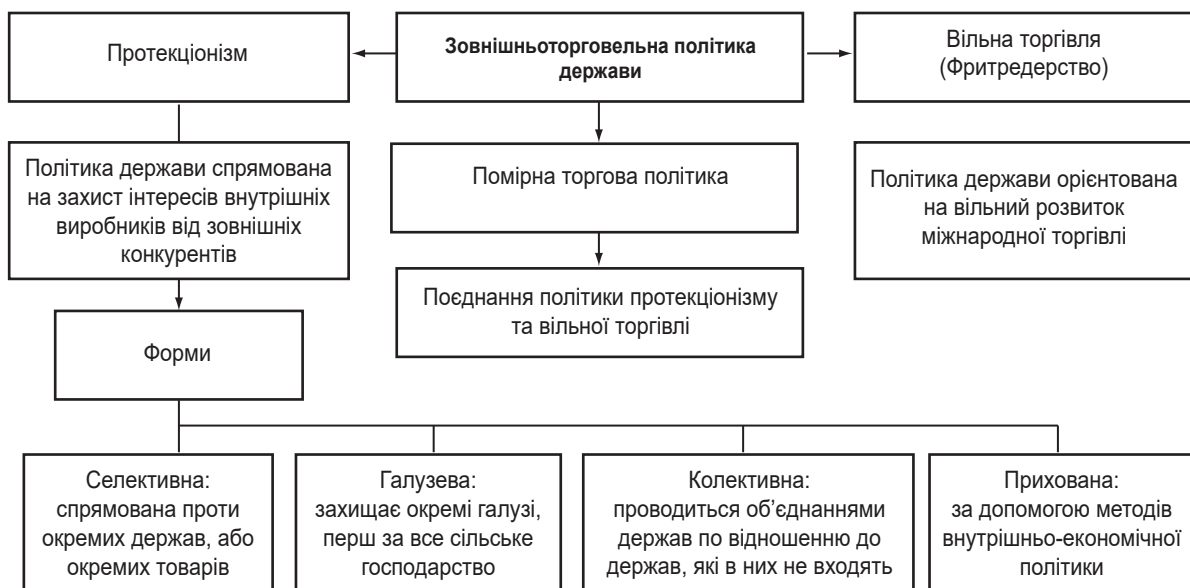 Протекціонізм
Зовнішньоторговельна політика
держави
Вільна торгівля
(Фритредерство)
Політика держави спрямована
на захист інтересів внутрішніх
виробників від зовнішніх
конкурентів
Помірна торгова політика
Політика держави орієнтована
на вільний розвиток
міжнародної торгівлі
Поєднання політики протекціонізму
та вільної торгівлі
Форми
Селективна:
спрямована проти
окремих держав, або
окремих товарів
Галузева:
захищає окремі галузі,
перш за все сільське
господарство
Колективна:
проводиться об’єднаннями
держав по відношенню до
держав, які в них не входять
Прихована:
за допомогою методів
внутрішньо-економічної
політики